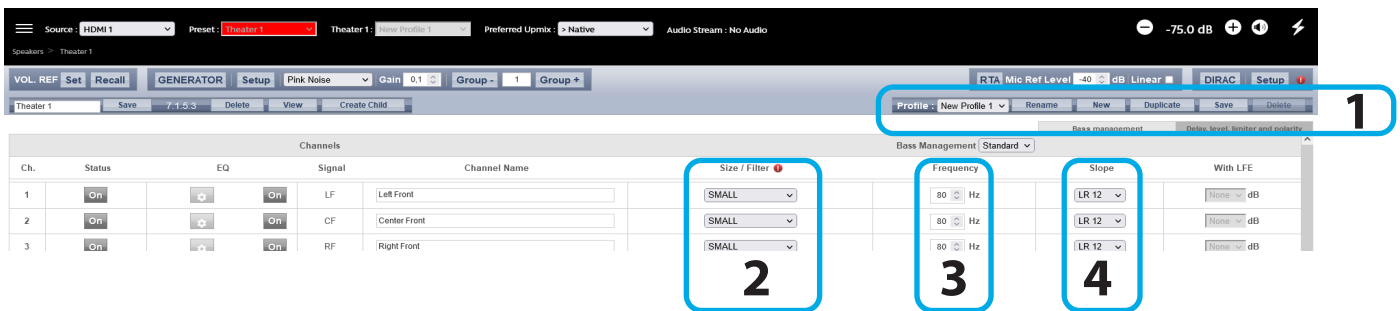 Source : HDMI 1 Preset : Theater 1 Theater 1 : New Profile 1 Preferred Upmix : > Native Audio Stream : No Audio -75.0 dB
Speakers > Theater 1
VOL. REF Set Recall GENERATOR Setup Pink Noise Gain 0,1 Group - 1 Group + RTA Mic Ref Level -40 dB Linear DIRAC Setup !
Theater 1 Save 7.1.5.3 Delete View Create Child Profile : New Profile 1 Rename New Duplicate Save Delete 1
Bass management Delay, level, limiter and polarity
Channels Bass Management Standard
Ch. Status EQ Signal Channel Name Size / Filter ! Frequency Slope With LFE
1 On On LF Left Front SMALL 80 Hz LR 12 None dB
2 On On CF Center Front SMALL 80 Hz LR 12 None dB
3 On On RF Right Front SMALL 80 Hz LR 12 None dB
2 3 4